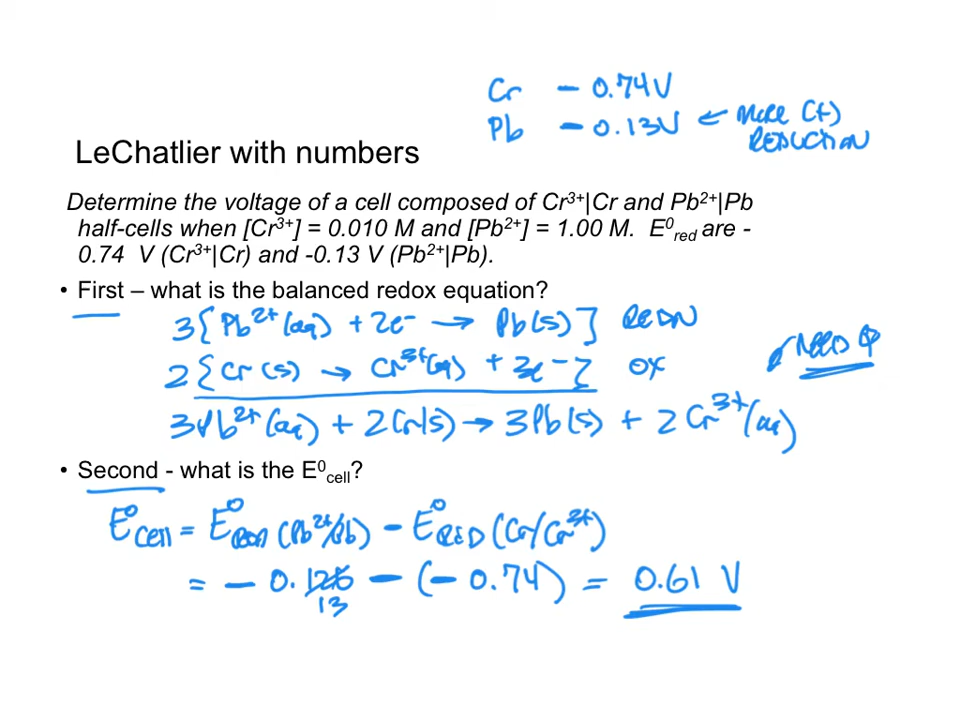 Cr - 0.74V
Pb - 0.13V ← MORE (+) REDUCTION
LeChatlier with numbers
Determine the voltage of a cell composed of Cr³⁺|Cr and Pb²⁺|Pb
half-cells when [Cr³⁺] = 0.010 M and [Pb²⁺] = 1.00 M. E⁰red are -
0.74 V (Cr³⁺|Cr) and -0.13 V (Pb²⁺|Pb).
• First – what is the balanced redox equation?
3{Pb²⁺(aq) + 2e⁻ → Pb(s)} REDN
2{Cr(s) → Cr³⁺(aq) + 3e⁻} OX
NEED Q
3Pb²⁺(aq) + 2Cr(s) → 3Pb(s) + 2Cr³⁺(aq)
• Second - what is the E⁰cell?
E°cell = E°RED (Pb²⁺/Pb) - E°RED (Cr/Cr³⁺)
= - 0.126 - (- 0.74) = 0.61 V
13